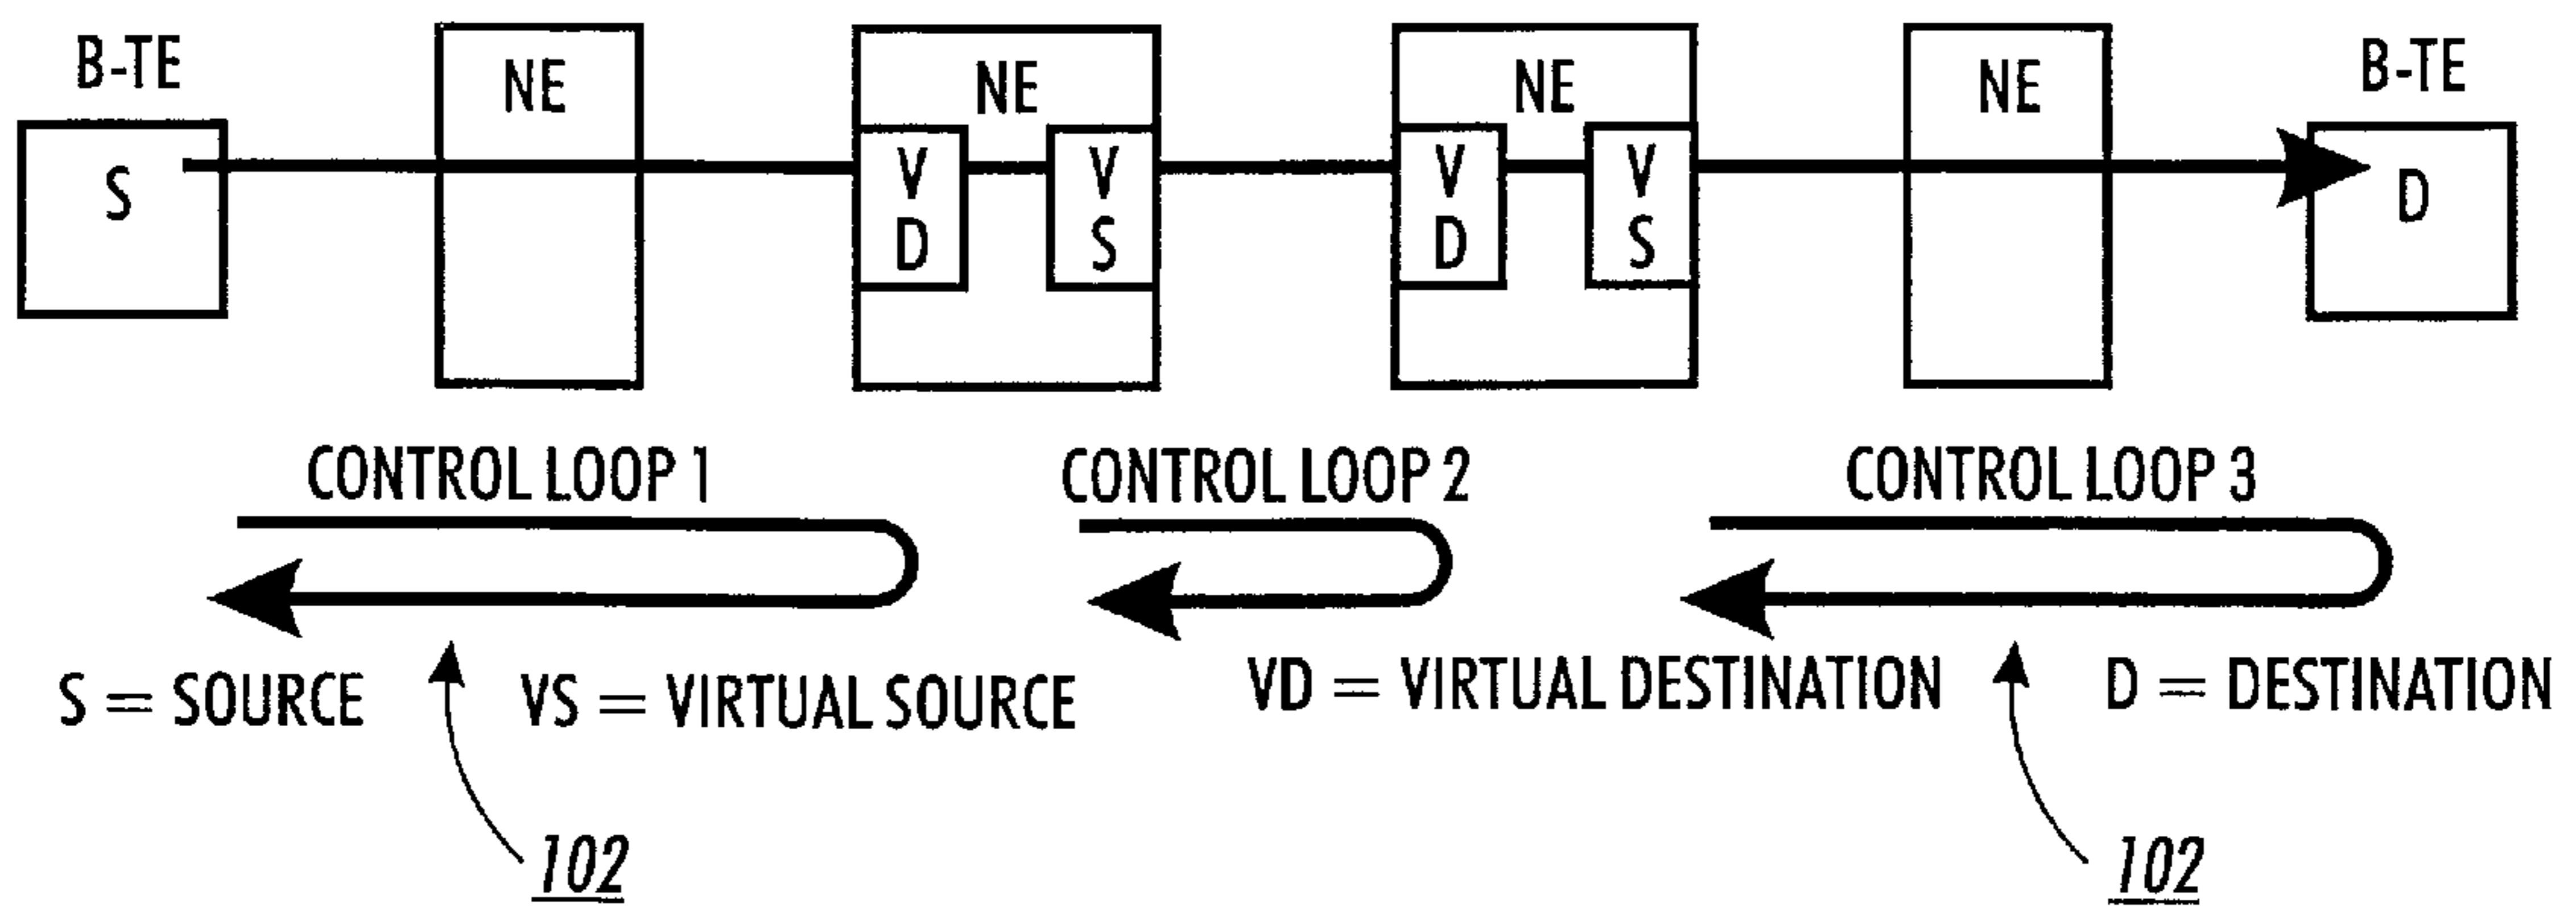 B-TE
NE
NE
NE
NE
B-TE
S
V
D
V
S
V
D
V
S
D
CONTROL LOOP 1
CONTROL LOOP 2
CONTROL LOOP 3
S = SOURCE
VS = VIRTUAL SOURCE
VD = VIRTUAL DESTINATION
D = DESTINATION
102
102